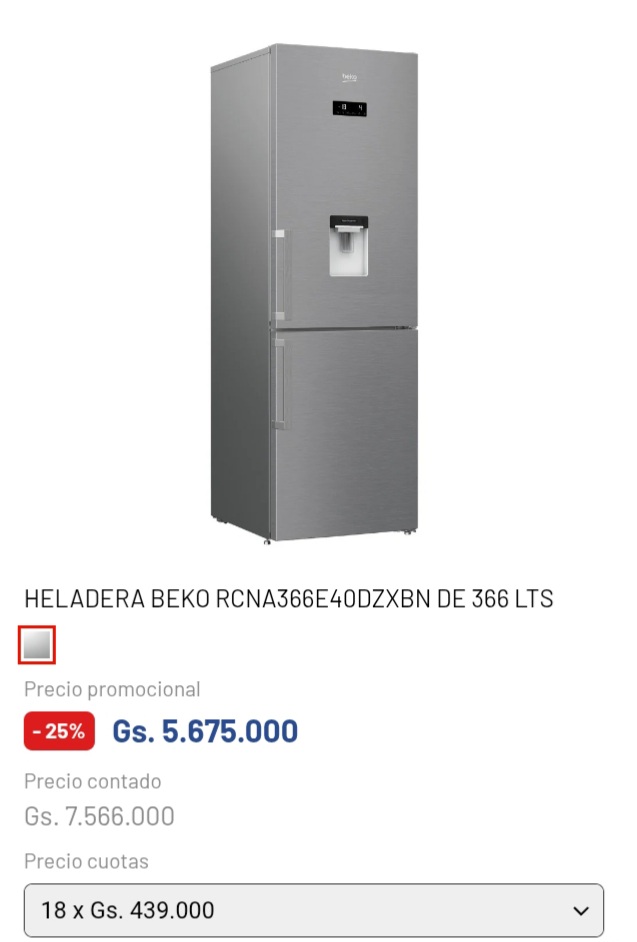 beko
HELADERA BEKO RCNA366E40DZXBN DE 366 LTS
Precio promocional
- 25% Gs. 5.675.000
Precio contado
Gs. 7.566.000
Precio cuotas
18 x Gs. 439.000